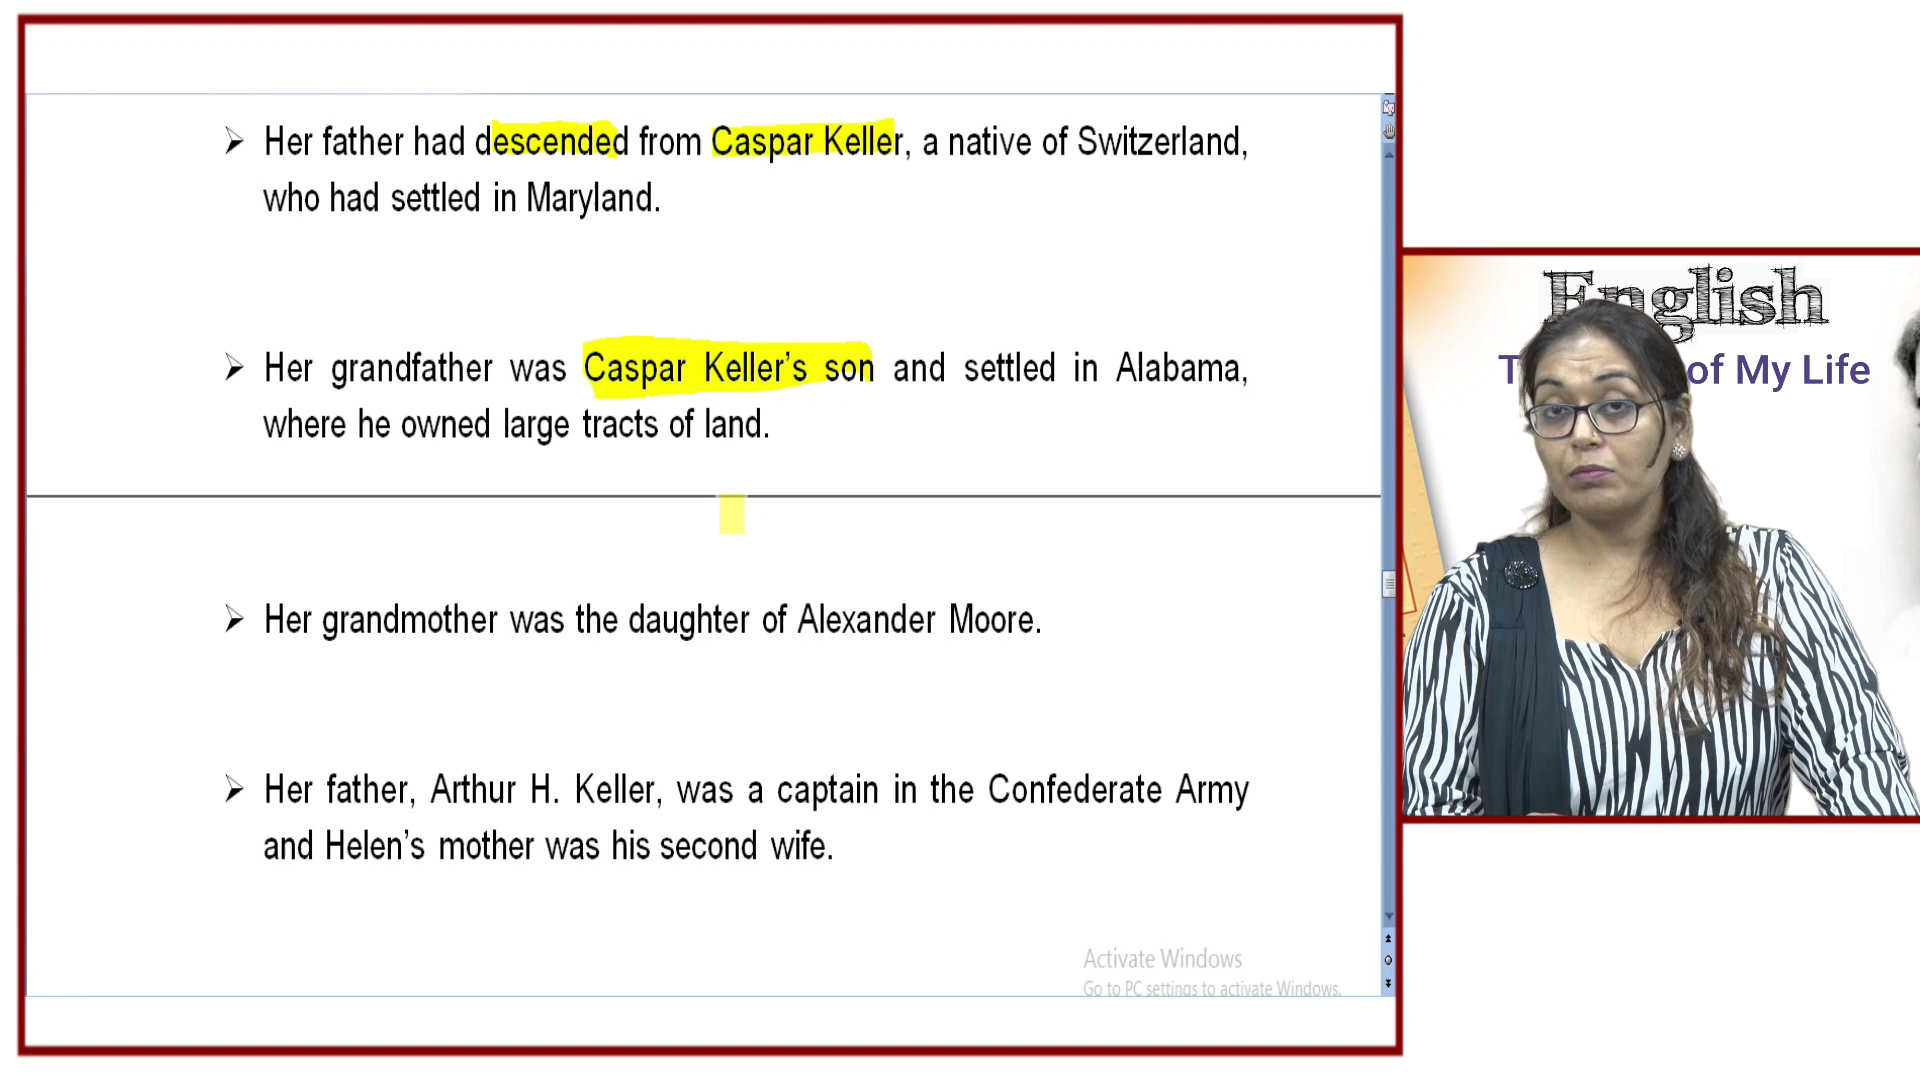 ➢ Her father had descended from Caspar Keller, a native of Switzerland,
who had settled in Maryland.
➢ Her grandfather was Caspar Keller’s son and settled in Alabama,
where he owned large tracts of land.
➢ Her grandmother was the daughter of Alexander Moore.
➢ Her father, Arthur H. Keller, was a captain in the Confederate Army
and Helen’s mother was his second wife.
Activate Windows
Go to PC settings to activate Windows.
English
of My Life